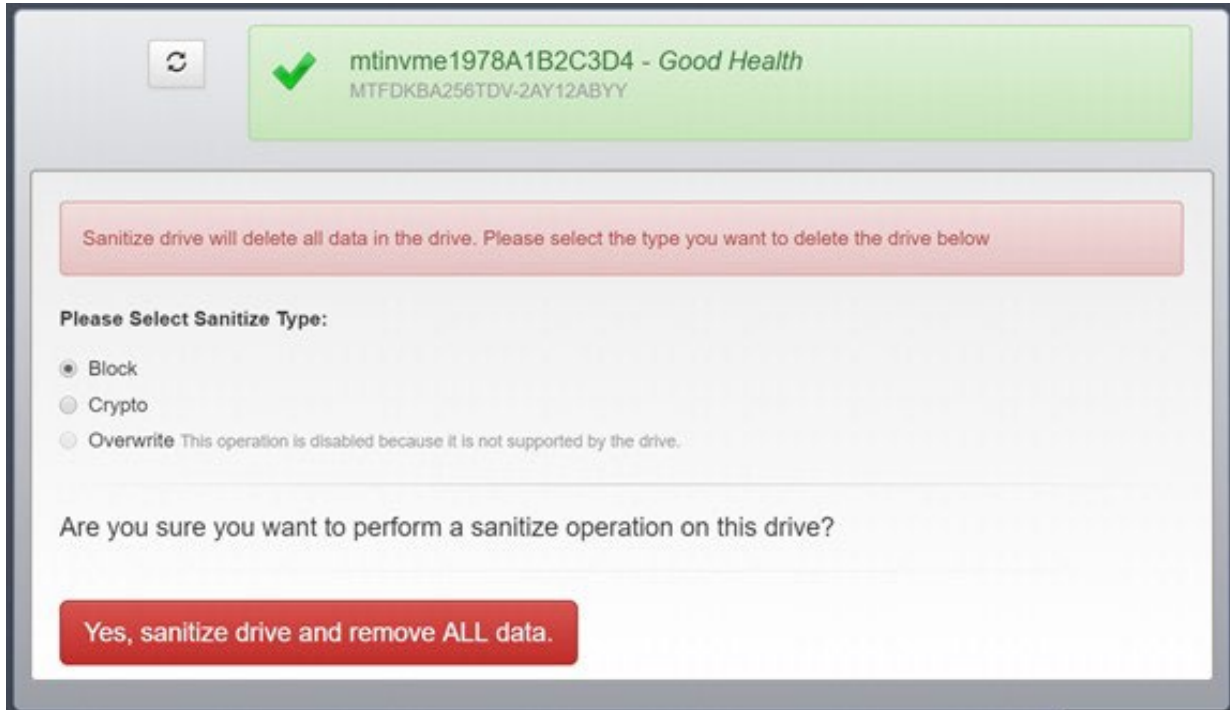 mtinvme1978A1B2C3D4 - Good Health
MTFDKBA256TDV-2AY12ABYY
Sanitize drive will delete all data in the drive. Please select the type you want to delete the drive below
Please Select Sanitize Type:
Block
Crypto
Overwrite This operation is disabled because it is not supported by the drive.
Are you sure you want to perform a sanitize operation on this drive?
Yes, sanitize drive and remove ALL data.